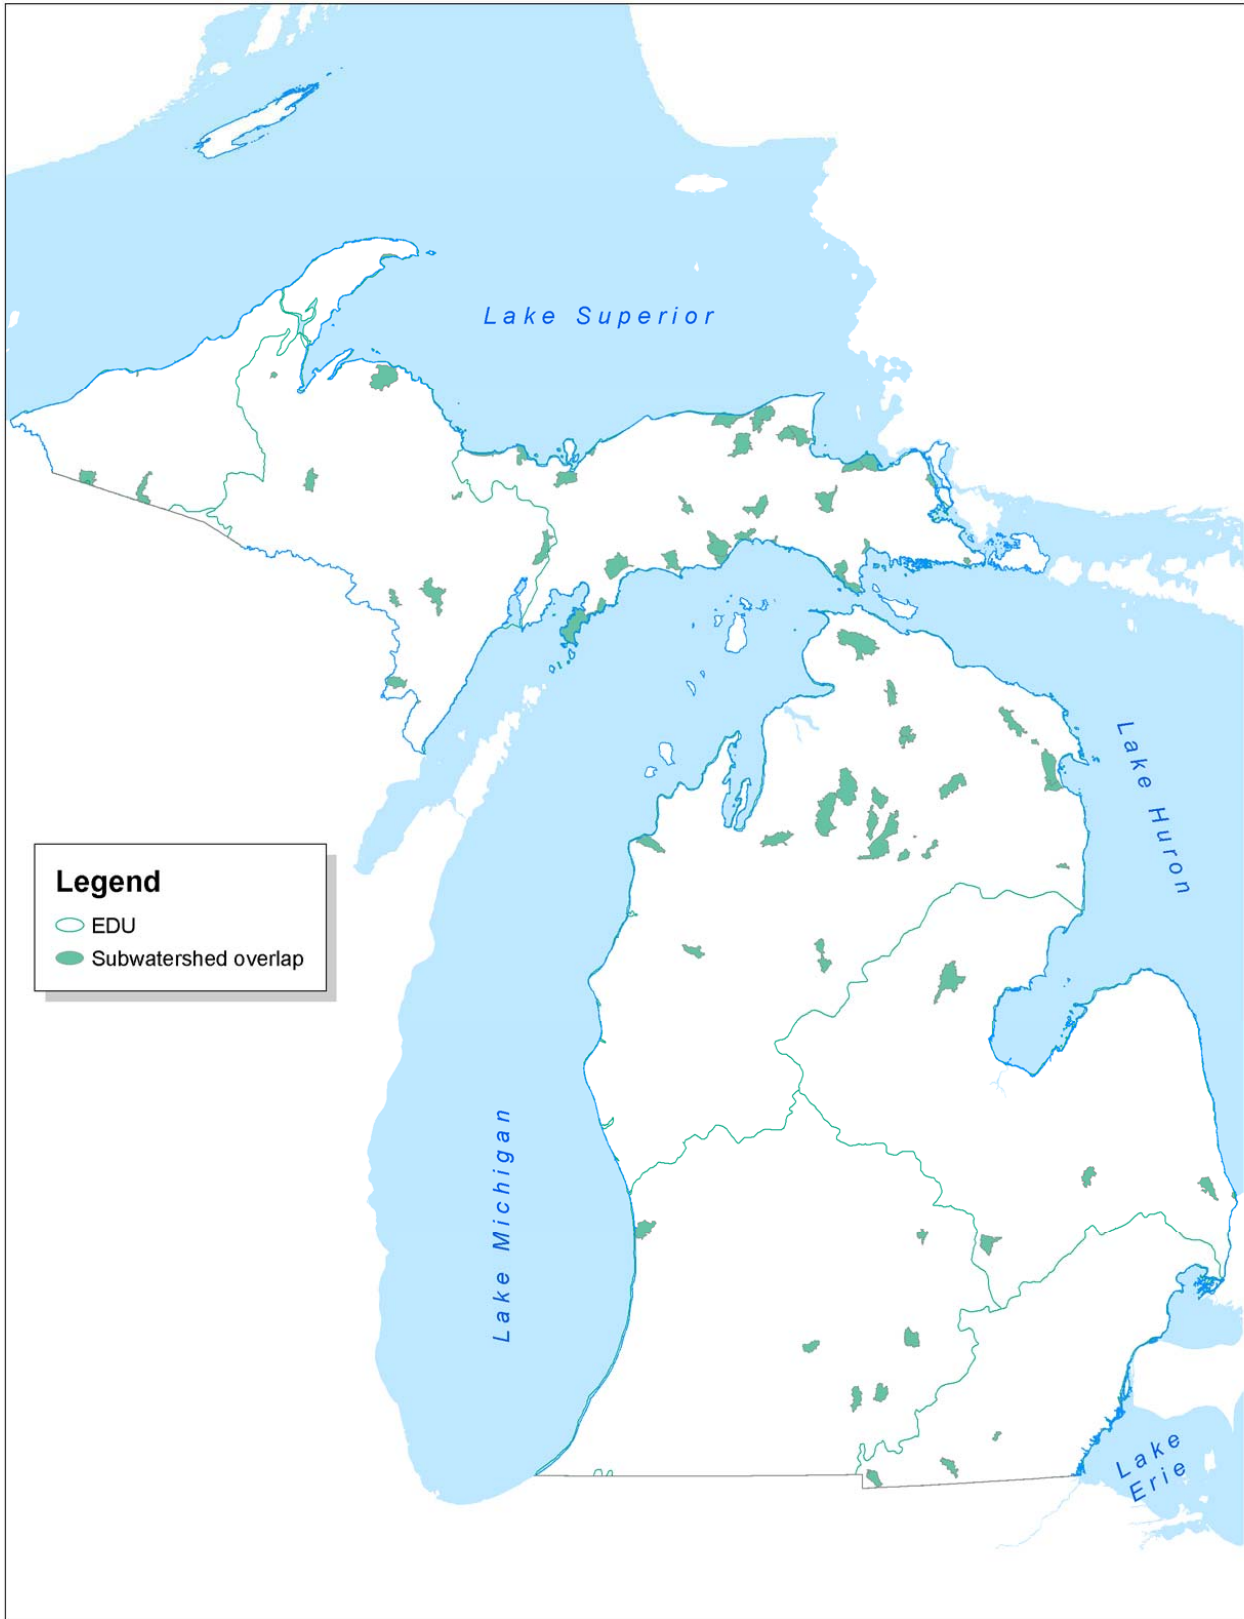 Lake Superior
Lake Huron
Legend
EDU
Subwatershed overlap
Lake Michigan
Lake
Erie